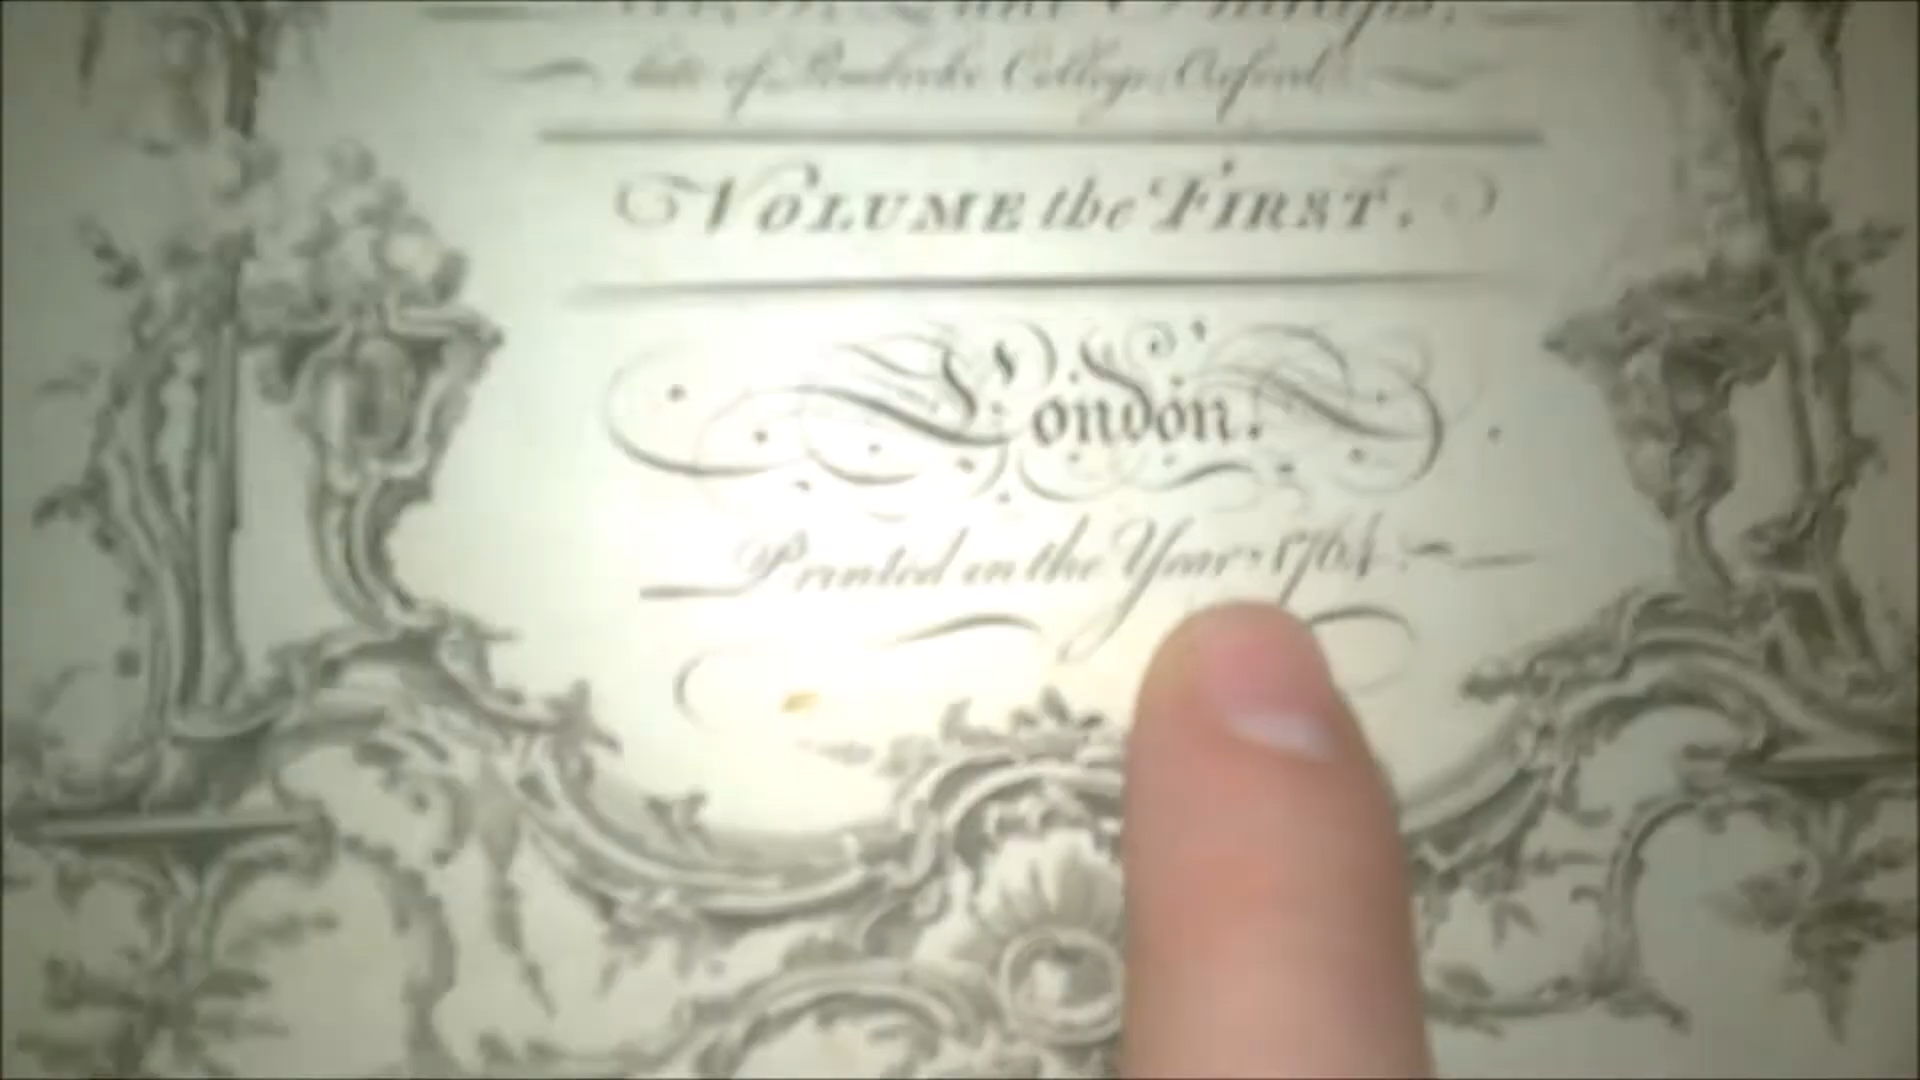 late of Pembroke College, Oxford.
VOLUME the FIRST.
London.
Printed in the Year 1764.